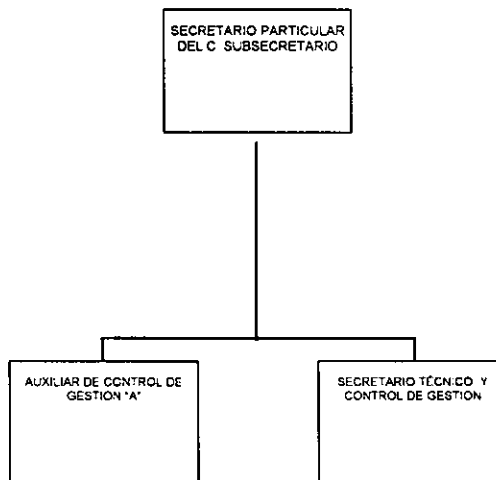 SECRETARIO PARTICULAR
DEL C SUBSECRETARIO
AUXILIAR DE CONTROL DE
GESTION "A"
SECRETARIO TÉCNICO Y
CONTROL DE GESTION